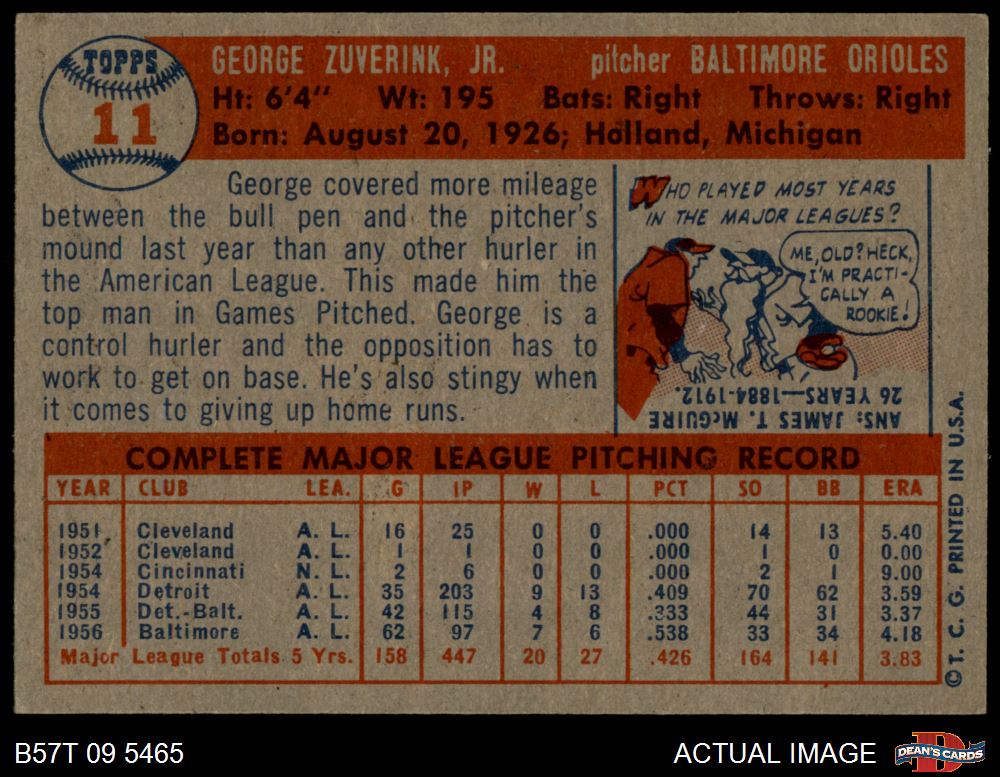 TOPPS
11
GEORGE ZUVERINK, JR. pitcher BALTIMORE ORIOLES
Ht: 6'4" Wt: 195 Bats: Right Throws: Right
Born: August 20, 1926; Holland, Michigan
George covered more mileage
between the bull pen and the pitcher's
mound last year than any other hurler in
the American League. This made him the
top man in Games Pitched. George is a
control hurler and the opposition has to
work to get on base. He's also stingy when
it comes to giving up home runs.
WHO PLAYED MOST YEARS
IN THE MAJOR LEAGUES?
ME, OLD? HECK,
I'M PRACTI-
CALLY A
ROOKIE!
ANS: JAMES T. McGUIRE
26 YEARS—1884-1912.
COMPLETE MAJOR LEAGUE PITCHING RECORD
YEAR CLUB LEA. G IP W L PCT SO BB ERA
1951 Cleveland A. L. 16 25 0 0 .000 14 13 5.40
1952 Cleveland A. L. 1 1 0 0 .000 1 0 0.00
1954 Cincinnati N. L. 2 6 0 0 .000 2 1 9.00
1954 Detroit A. L. 35 203 9 13 .409 70 62 3.59
1955 Det.-Balt. A. L. 42 115 4 8 .333 44 31 3.37
1956 Baltimore A. L. 62 97 7 6 .538 33 34 4.18
Major League Totals 5 Yrs. 158 447 20 27 .426 164 141 3.83
© T. C. G. PRINTED IN U.S.A.
B57T 09 5465 ACTUAL IMAGE
D
DEAN'S CARDS